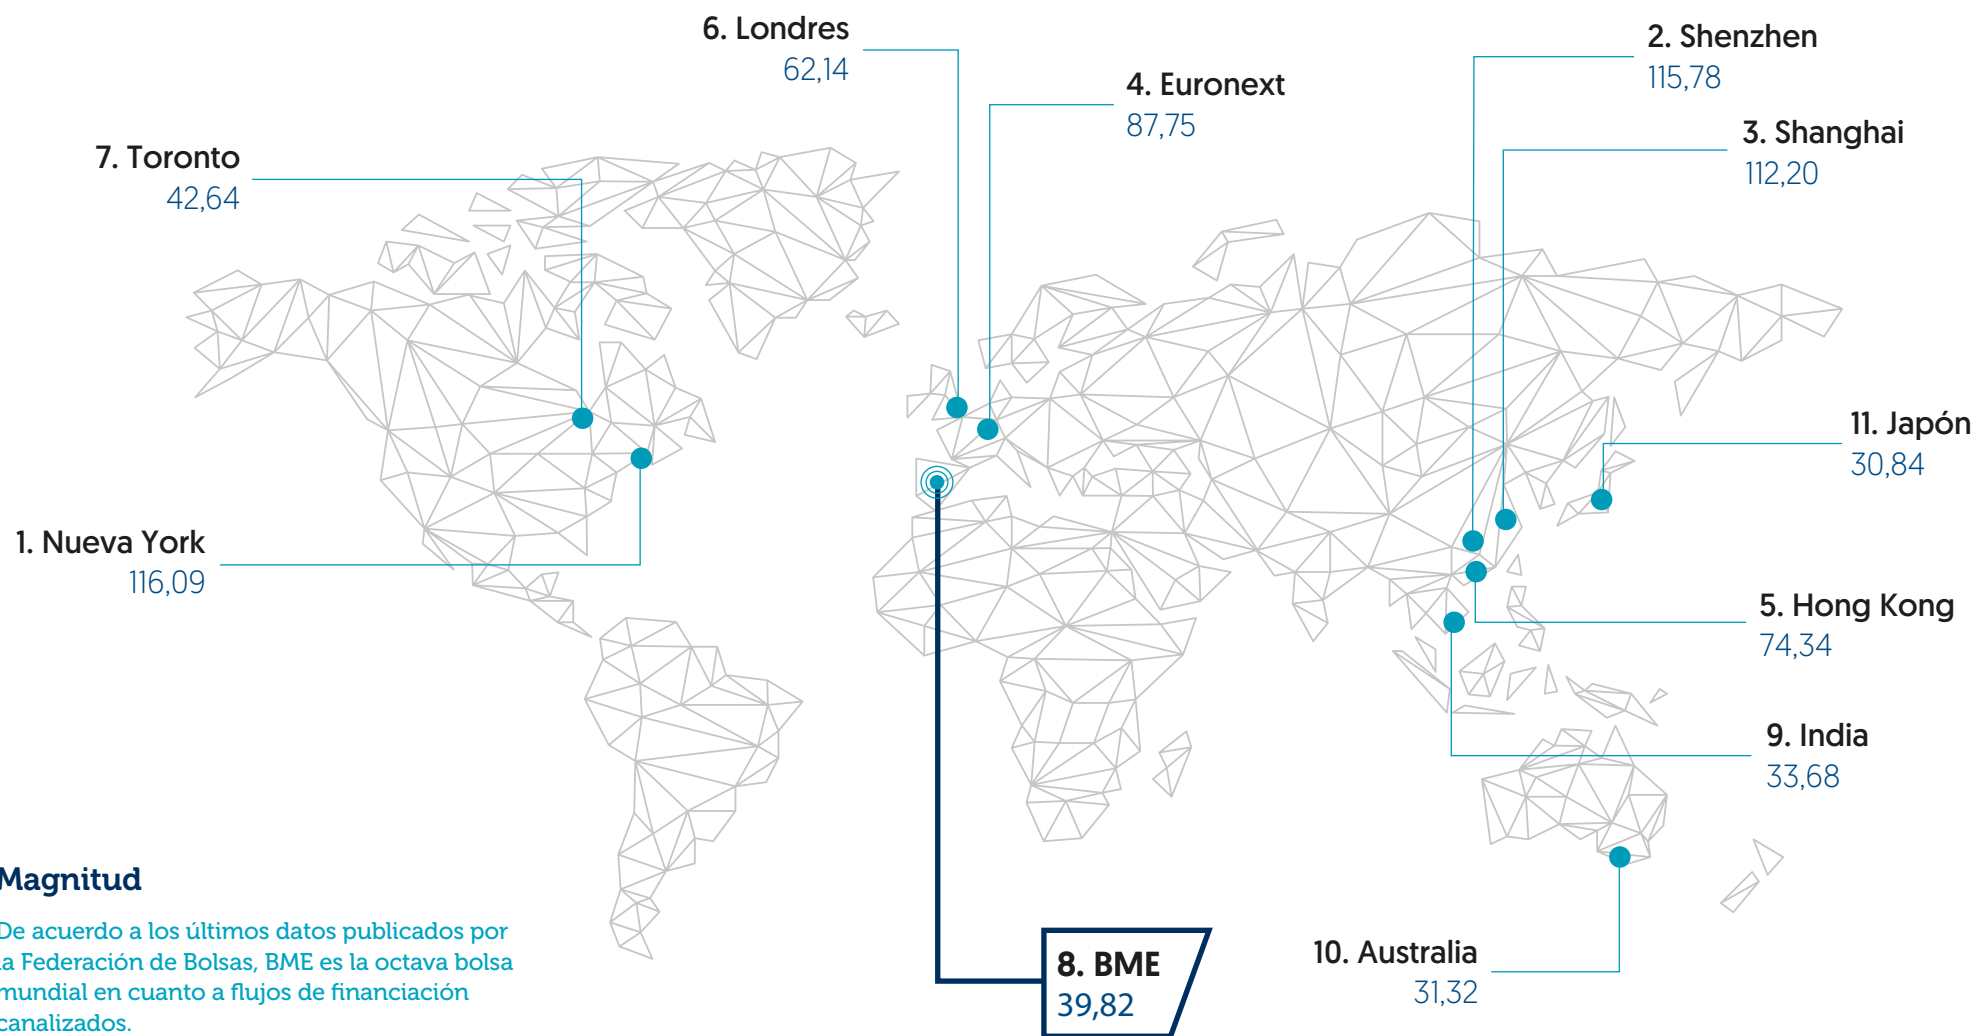 6. Londres
62,14
2. Shenzhen
115,78
4. Euronext
87,75
3. Shanghai
112,20
7. Toronto
42,64
11. Japón
30,84
1. Nueva York
116,09
5. Hong Kong
74,34
9. India
33,68
Magnitud
De acuerdo a los últimos datos publicados por
la Federación de Bolsas, BME es la octava bolsa
mundial en cuanto a flujos de financiación
canalizados.
8. BME
39,82
10. Australia
31,32